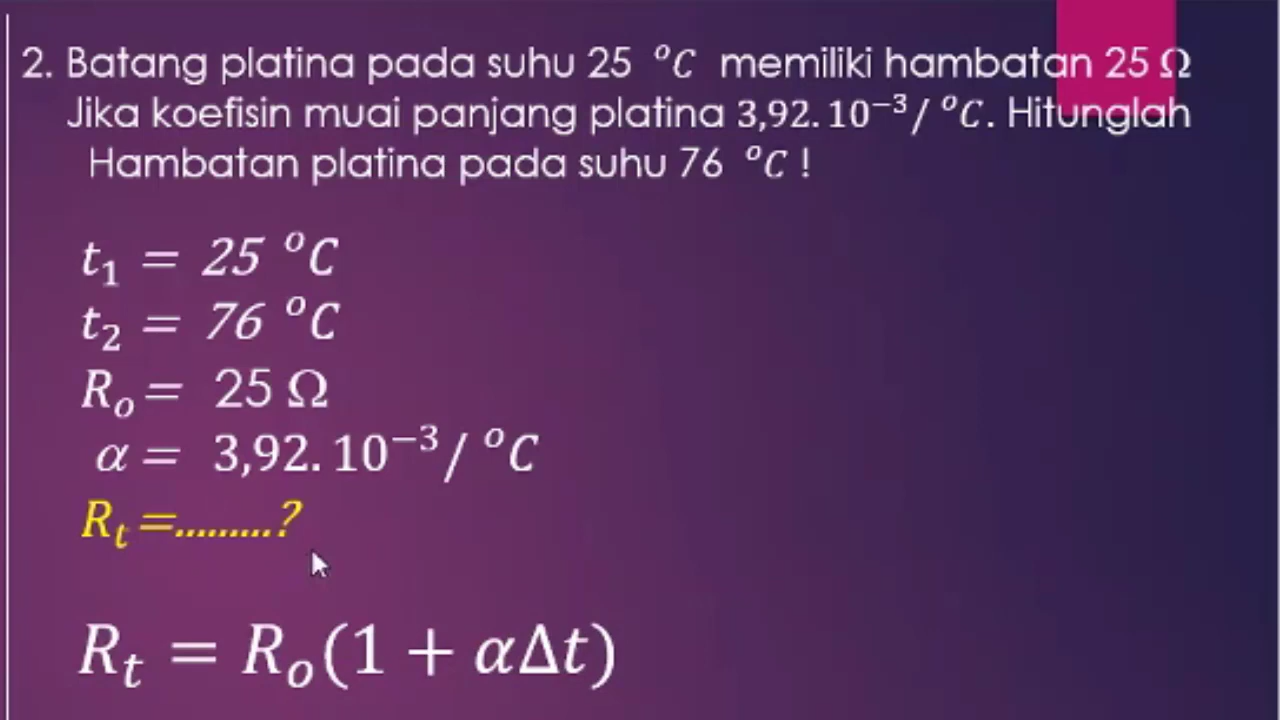 2. Batang platina pada suhu 25 °C memiliki hambatan 25 Ω
Jika koefisin muai panjang platina 3,92. 10⁻³/ °C. Hitunglah
Hambatan platina pada suhu 76 °C !
t₁ = 25 °C
t₂ = 76 °C
Rₒ = 25 Ω
α = 3,92. 10⁻³/ °C
Rₜ =.........?
Rₜ = Rₒ(1 + αΔt)